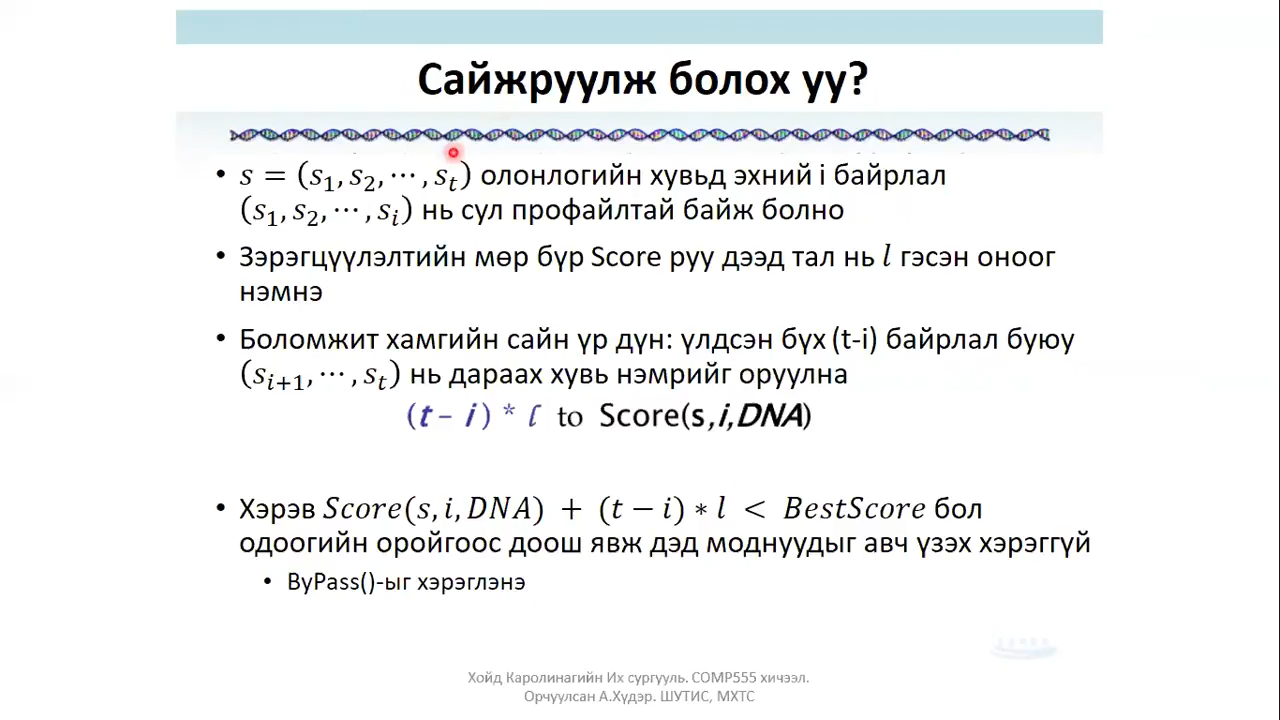 Сайжруулж болох уу?
• s = (s₁, s₂, ⋯, sₜ) олонлогийн хувьд эхний i байрлал
(s₁, s₂, ⋯, sᵢ) нь сул профайлтай байж болно
• Зэрэгцүүлэлтийн мөр бүр Score руу дээд тал нь l гэсэн оноог
нэмнэ
• Боломжит хамгийн сайн үр дүн: үлдсэн бүх (t-i) байрлал буюу
(sᵢ₊₁, ⋯, sₜ) нь дараах хувь нэмрийг оруулна
(t – i) * l to Score(s,i,DNA)
• Хэрэв Score(s, i, DNA) + (t − i) ∗ l < BestScore бол
одоогийн оройгоос доош явж дэд моднуудыг авч үзэх хэрэггүй
• ByPass()-ыг хэрэглэнэ
Хойд Каролинагийн Их сургууль. COMP555 хичээл.
Орчуулсан А.Хүдэр. ШУТИС, МХТС